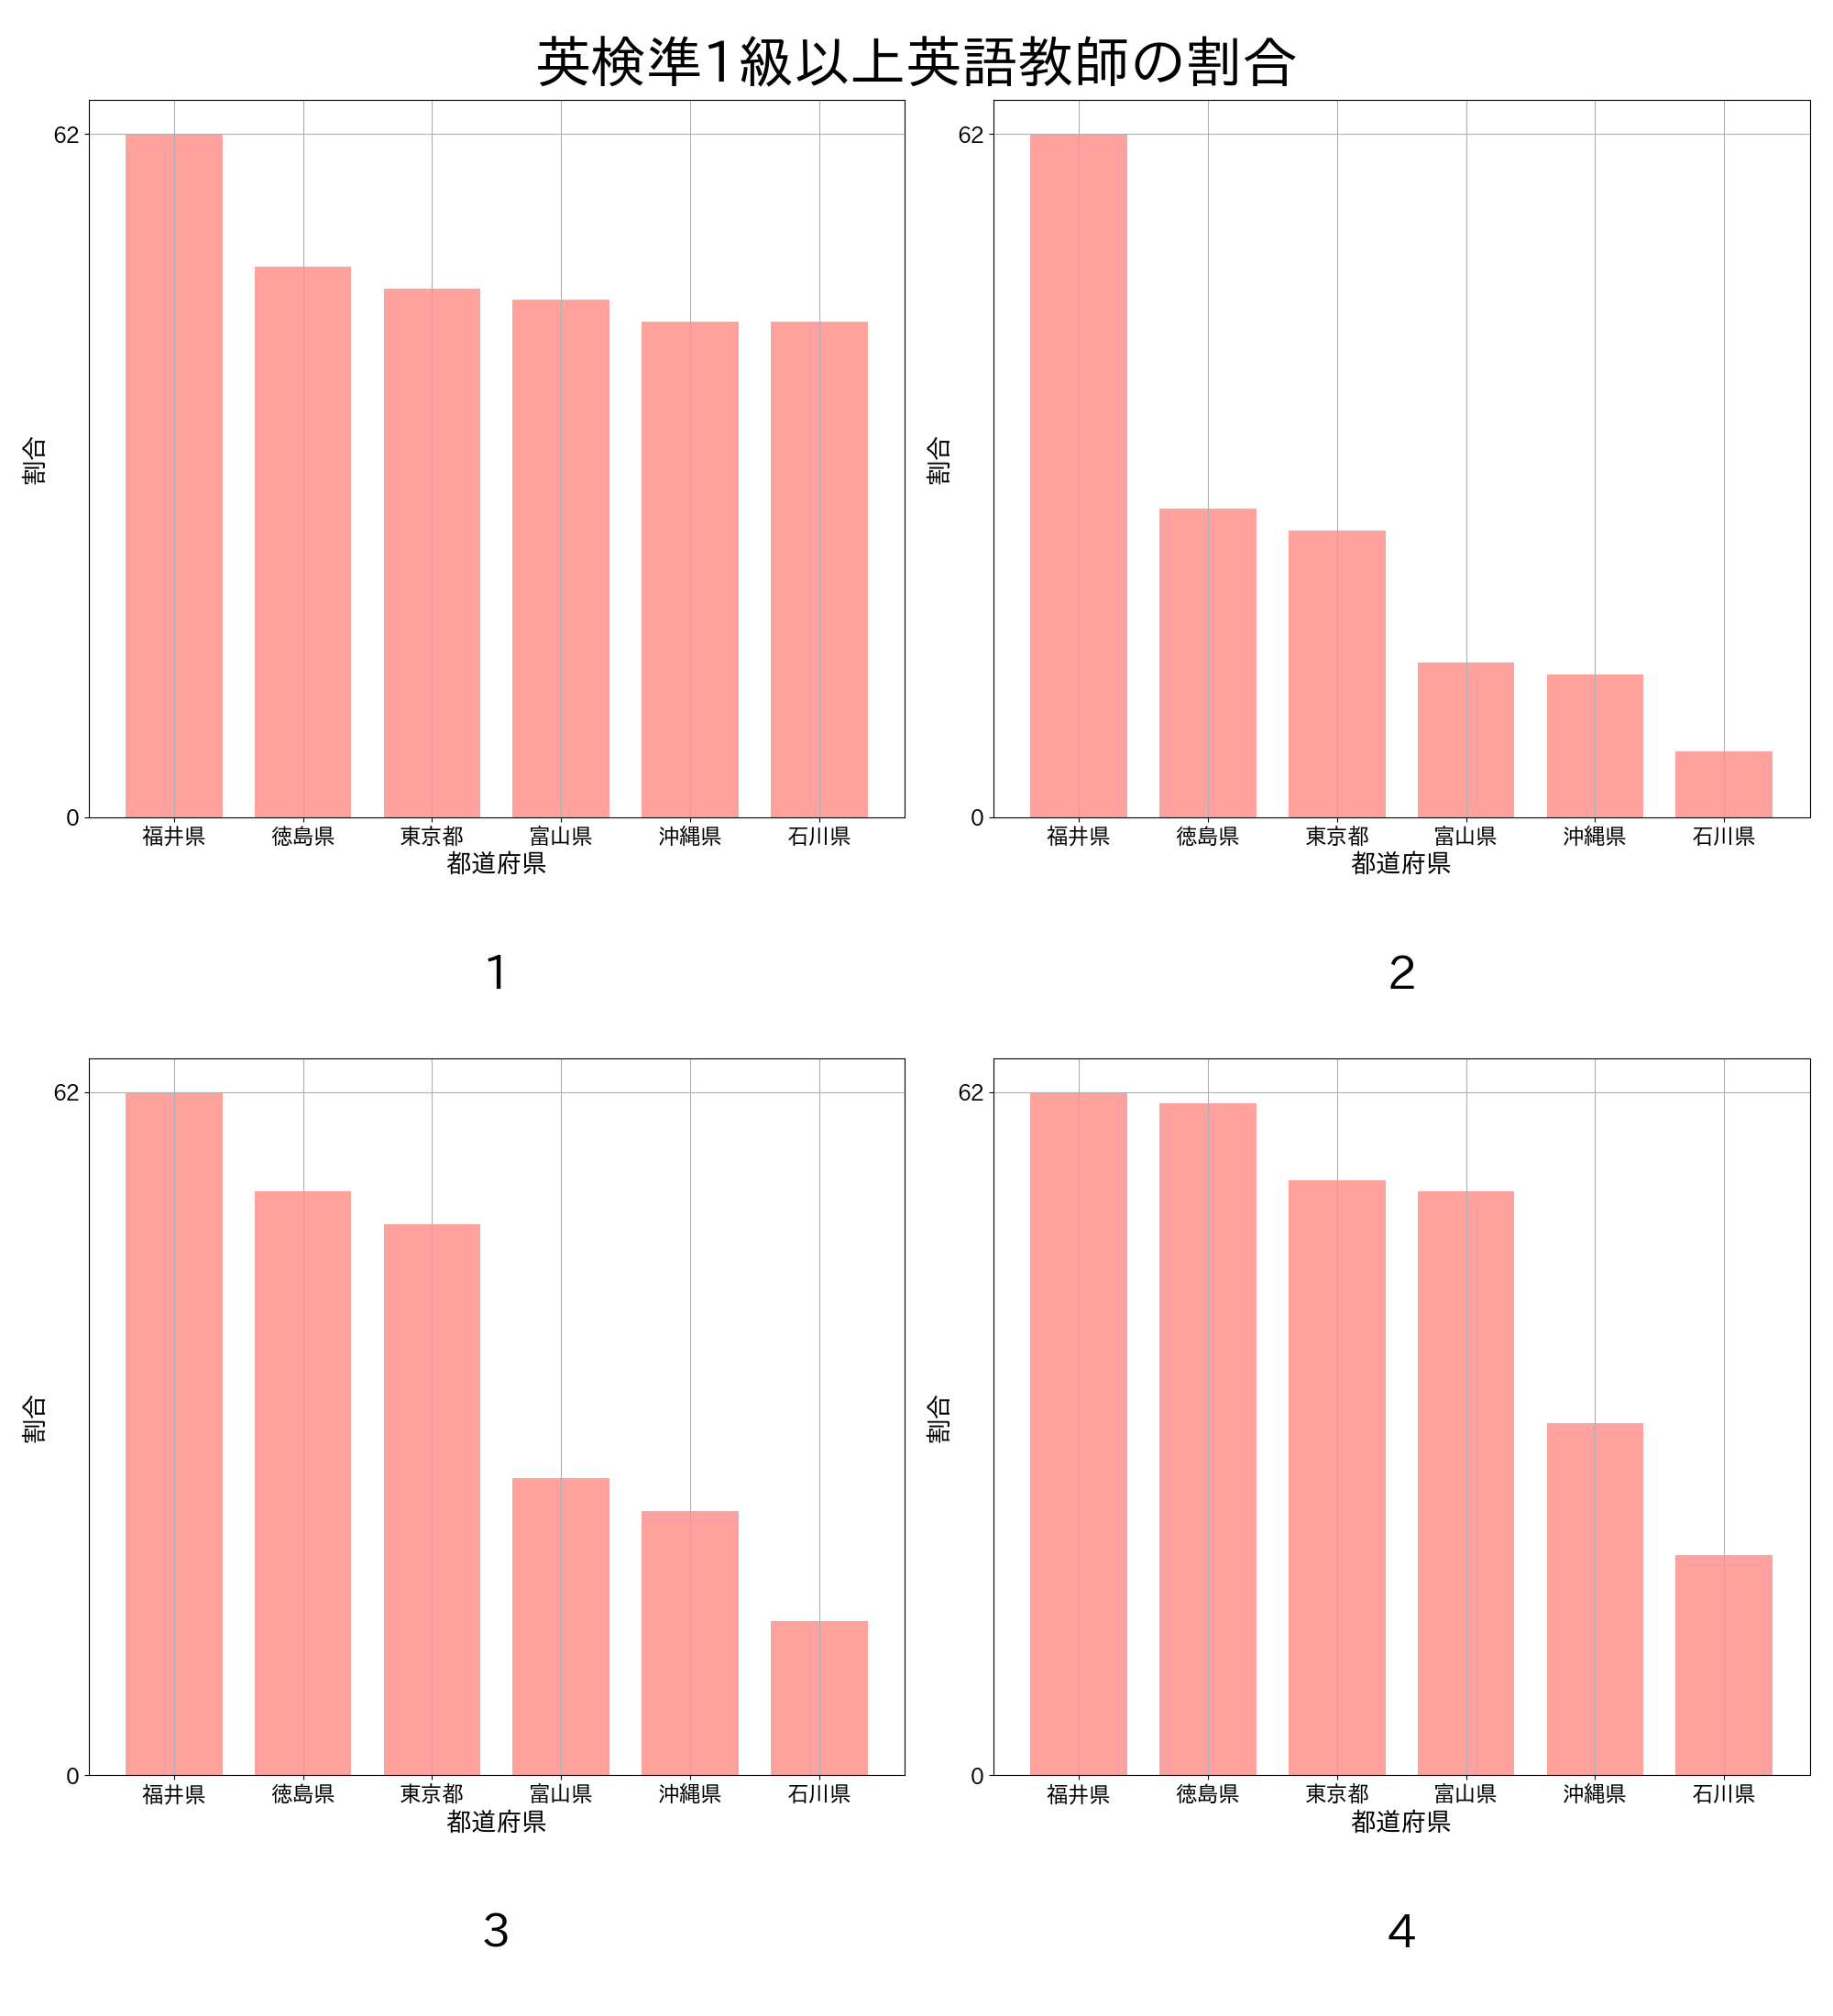 英検準1級以上英語教師の割合
62
割合
0
福井県 徳島県 東京都 富山県 沖縄県 石川県
都道府県
1
62
割合
0
福井県 徳島県 東京都 富山県 沖縄県 石川県
都道府県
2
62
割合
0
福井県 徳島県 東京都 富山県 沖縄県 石川県
都道府県
3
62
割合
0
福井県 徳島県 東京都 富山県 沖縄県 石川県
都道府県
4